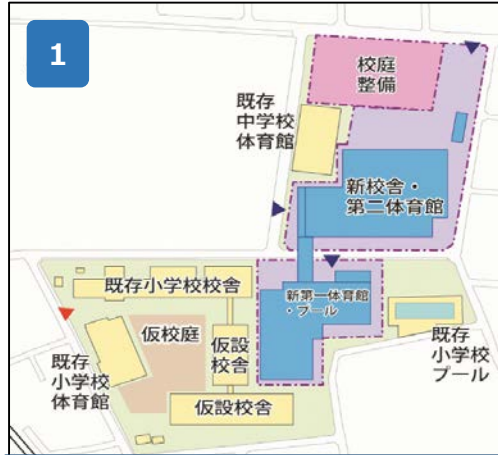 1
校庭
整備
既存
中学校
体育館
新校舎・
第二体育館
既存小学校校舎
新第一体育館
・プール
仮校庭
仮設
校舎
既存
小学校
プール
既存
小学校
体育館
仮設校舎